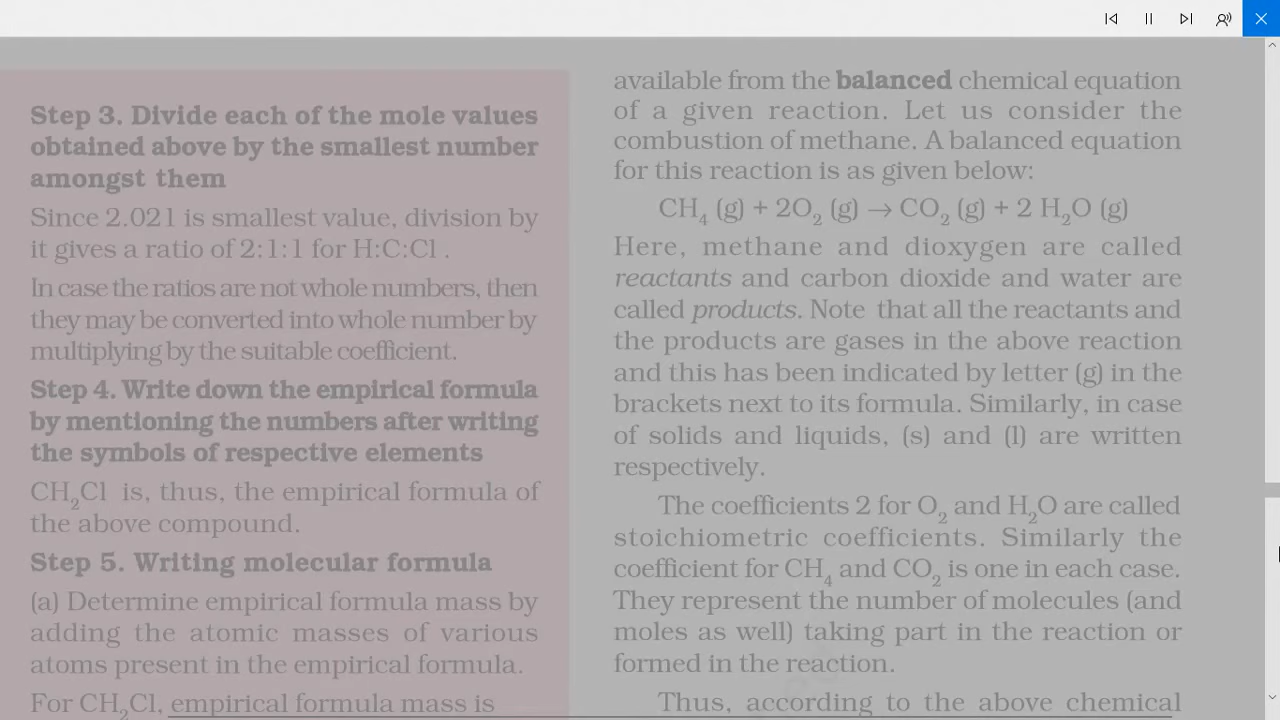 Step 3. Divide each of the mole values
obtained above by the smallest number
amongst them
Since 2.021 is smallest value, division by
it gives a ratio of 2:1:1 for H:C:Cl .
In case the ratios are not whole numbers, then
they may be converted into whole number by
multiplying by the suitable coefficient.
Step 4. Write down the empirical formula
by mentioning the numbers after writing
the symbols of respective elements
CH₂Cl is, thus, the empirical formula of
the above compound.
Step 5. Writing molecular formula
(a) Determine empirical formula mass by
adding the atomic masses of various
atoms present in the empirical formula.
For CH₂Cl, empirical formula mass is
available from the balanced chemical equation
of a given reaction. Let us consider the
combustion of methane. A balanced equation
for this reaction is as given below:
CH₄ (g) + 2O₂ (g) → CO₂ (g) + 2 H₂O (g)
Here, methane and dioxygen are called
reactants and carbon dioxide and water are
called products. Note that all the reactants and
the products are gases in the above reaction
and this has been indicated by letter (g) in the
brackets next to its formula. Similarly, in case
of solids and liquids, (s) and (l) are written
respectively.
The coefficients 2 for O₂ and H₂O are called
stoichiometric coefficients. Similarly the
coefficient for CH₄ and CO₂ is one in each case.
They represent the number of molecules (and
moles as well) taking part in the reaction or
formed in the reaction.
Thus, according to the above chemical